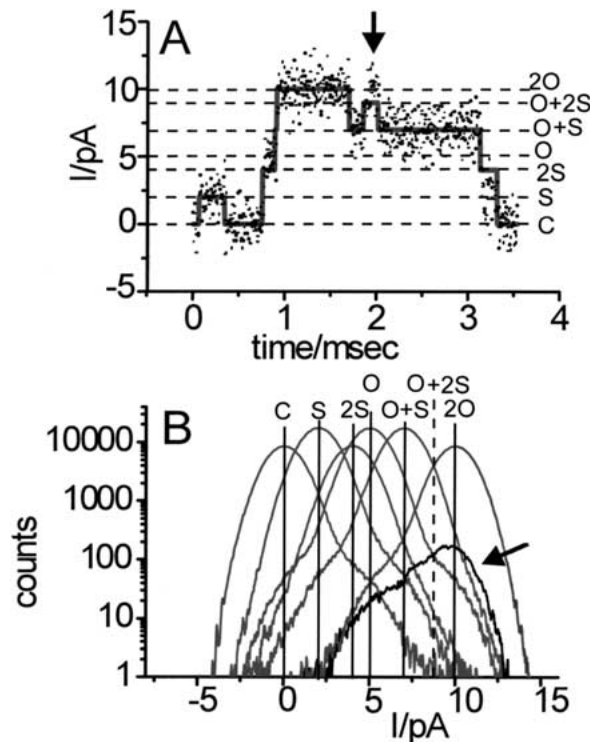 A
15
10
5
0
-5
I/pA
2O
O+2S
O+S
O
2S
S
C
0 1 2 3 4
time/msec
B
O O+2S
C S 2S O+S 2O
10000
1000
100
10
1
counts
-5 0 5 10 15
I/pA